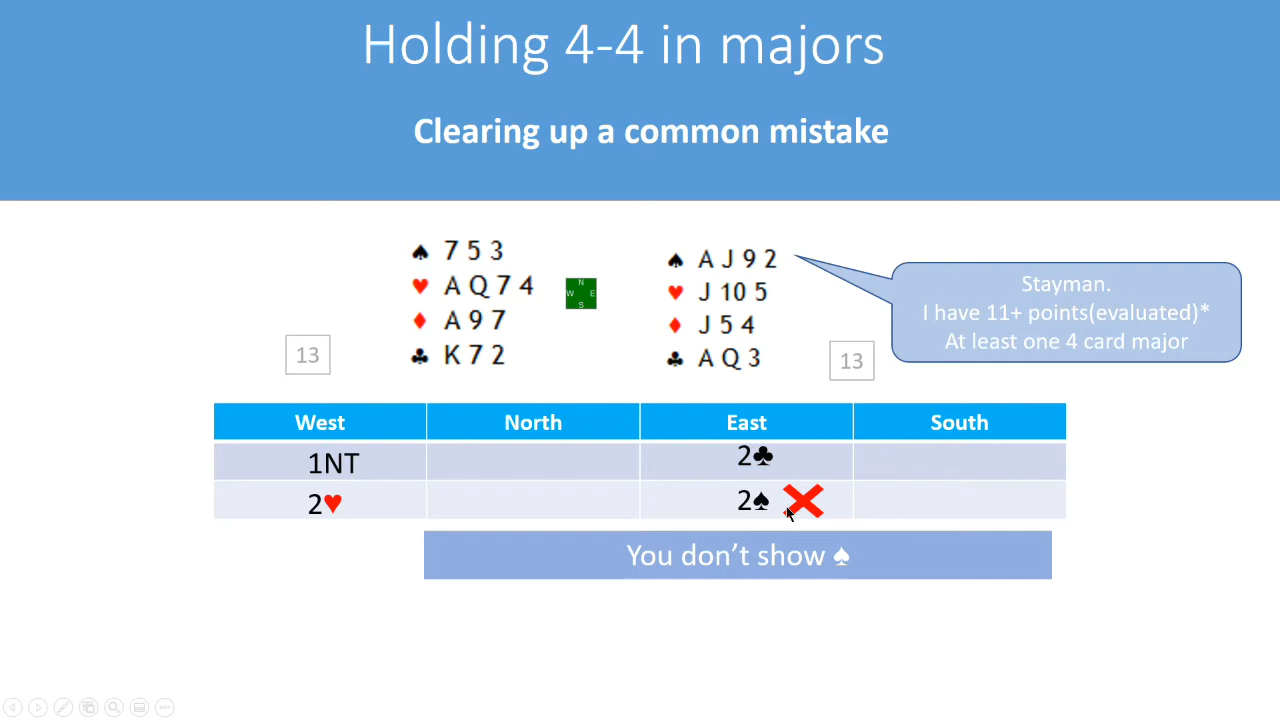 Holding 4-4 in majors
Clearing up a common mistake
♠ 7 5 3
♥ A Q 7 4
♦ A 9 7
♣ K 7 2
13
N
W E
S
♠ A J 9 2
♥ J 10 5
♦ J 5 4
♣ A Q 3
13
Stayman.
I have 11+ points(evaluated)*
At least one 4 card major
West North East South
1NT 2♣
2♥ 2♠
You don’t show ♠